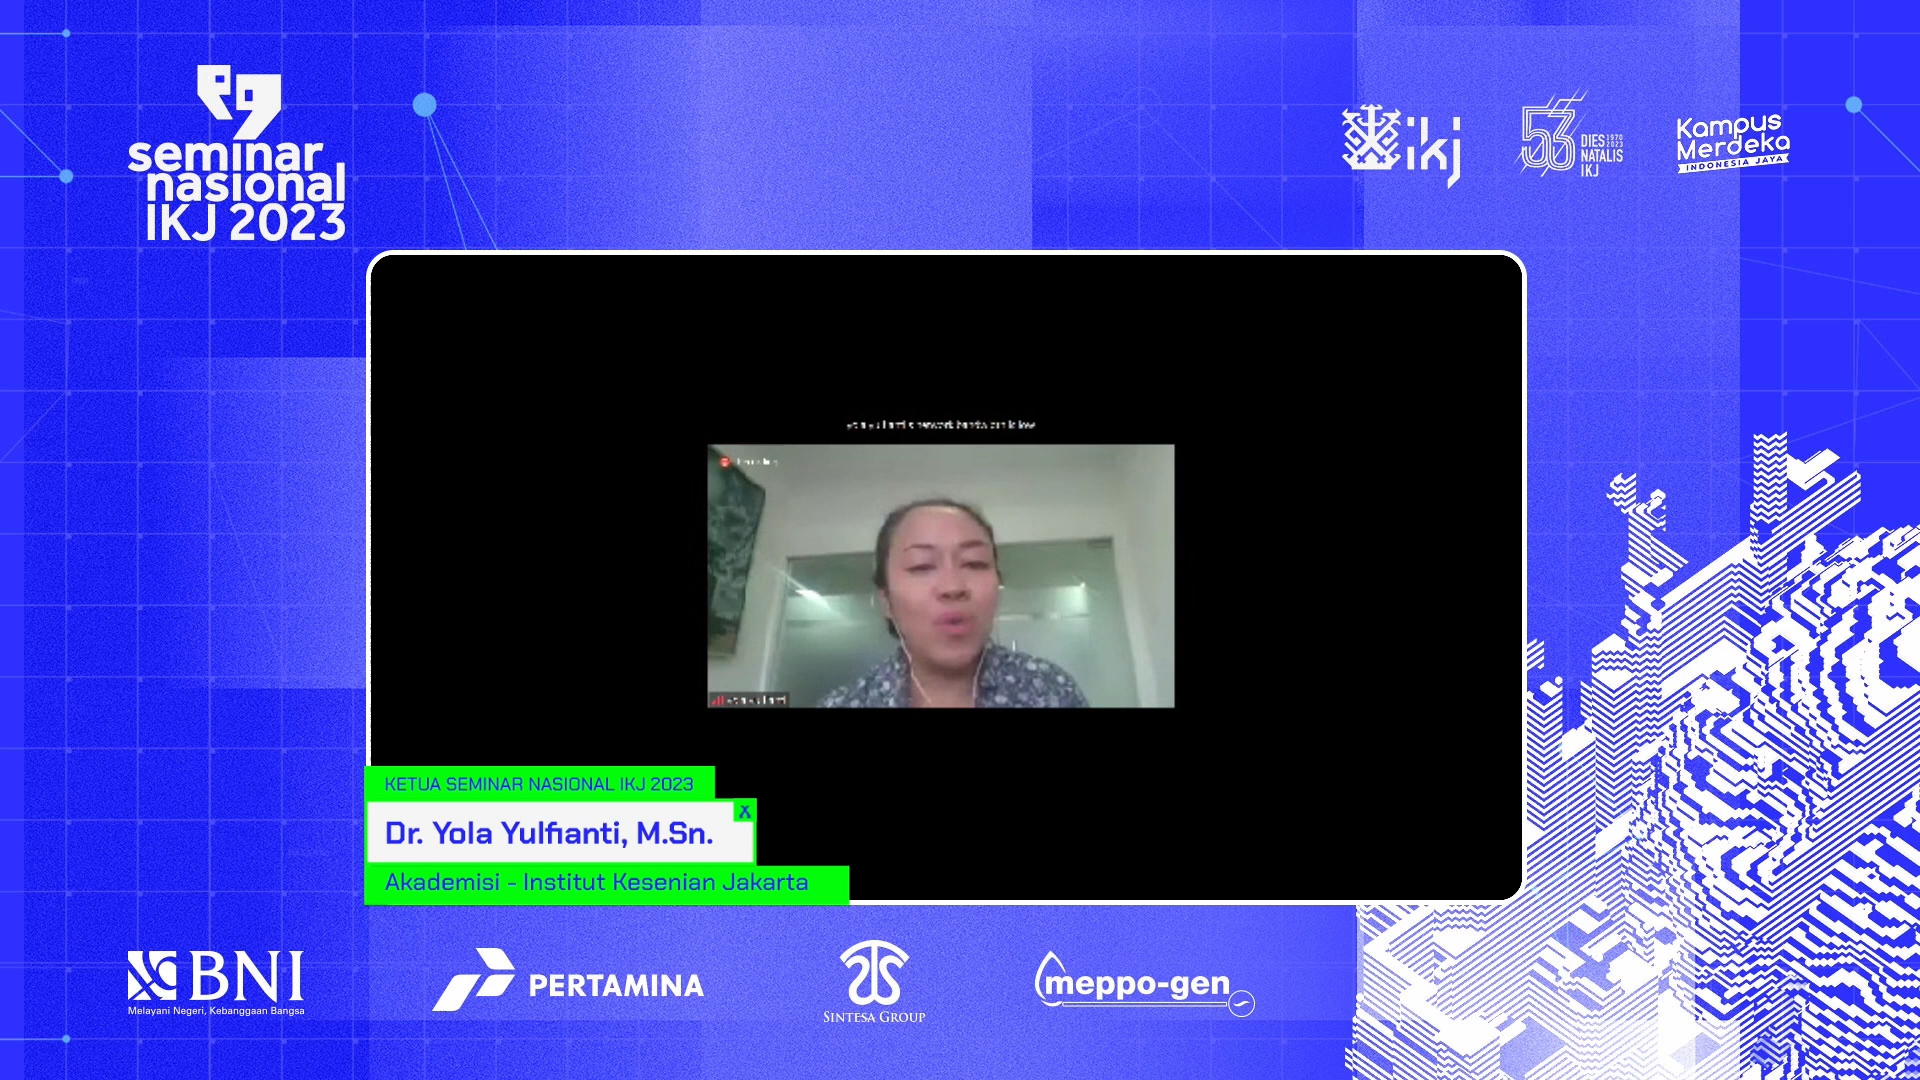 seminar
nasional
IKJ 2023
ikj
53
DIES 1970
NATALIS 2023
IKJ
Kampus
Merdeka
INDONESIA JAYA
KETUA SEMINAR NASIONAL IKJ 2023
X
Dr. Yola Yulfianti, M.Sn.
Akademisi - Institut Kesenian Jakarta
BNI
Melayani Negeri, Kebanggaan Bangsa
PERTAMINA
SINTESA GROUP
meppo-gen